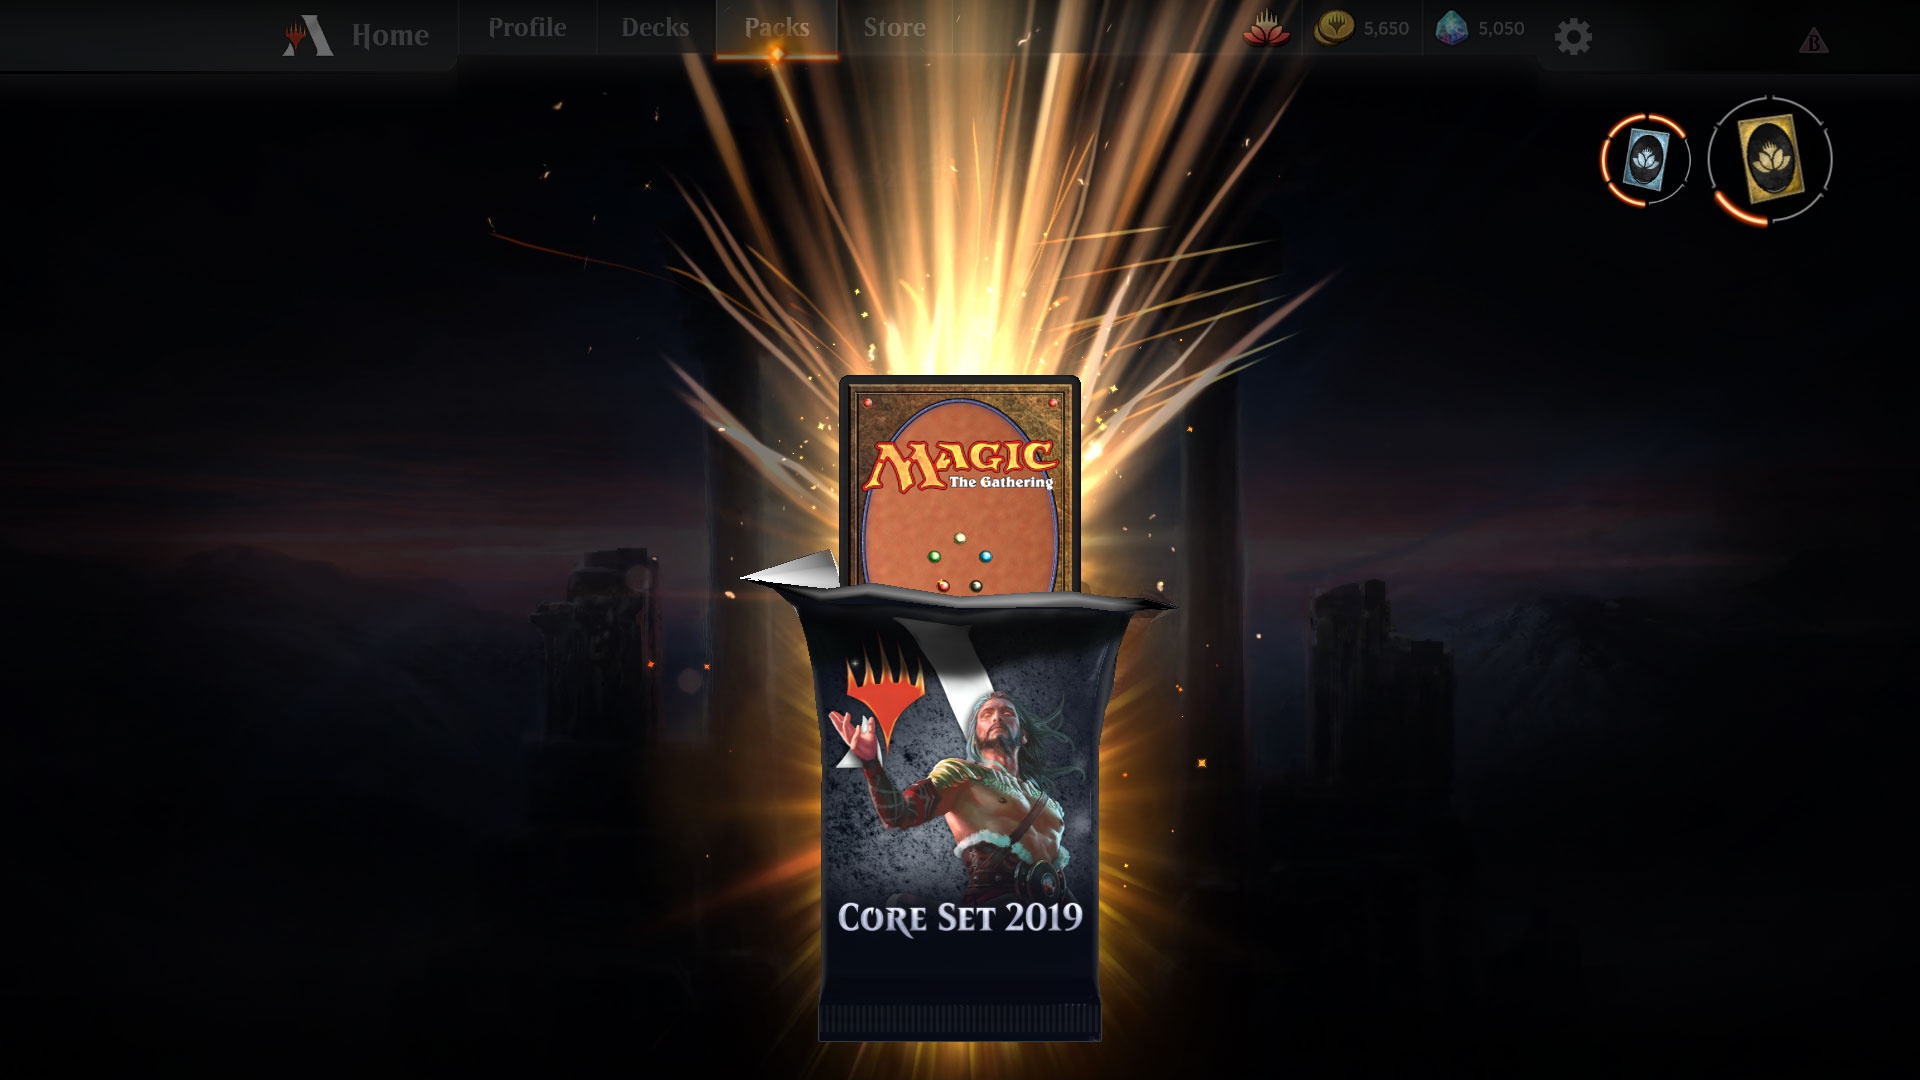 Home
Profile
Decks
Packs
Store
5,650
5,050
B
MAGIC
The Gathering
CORE SET 2019